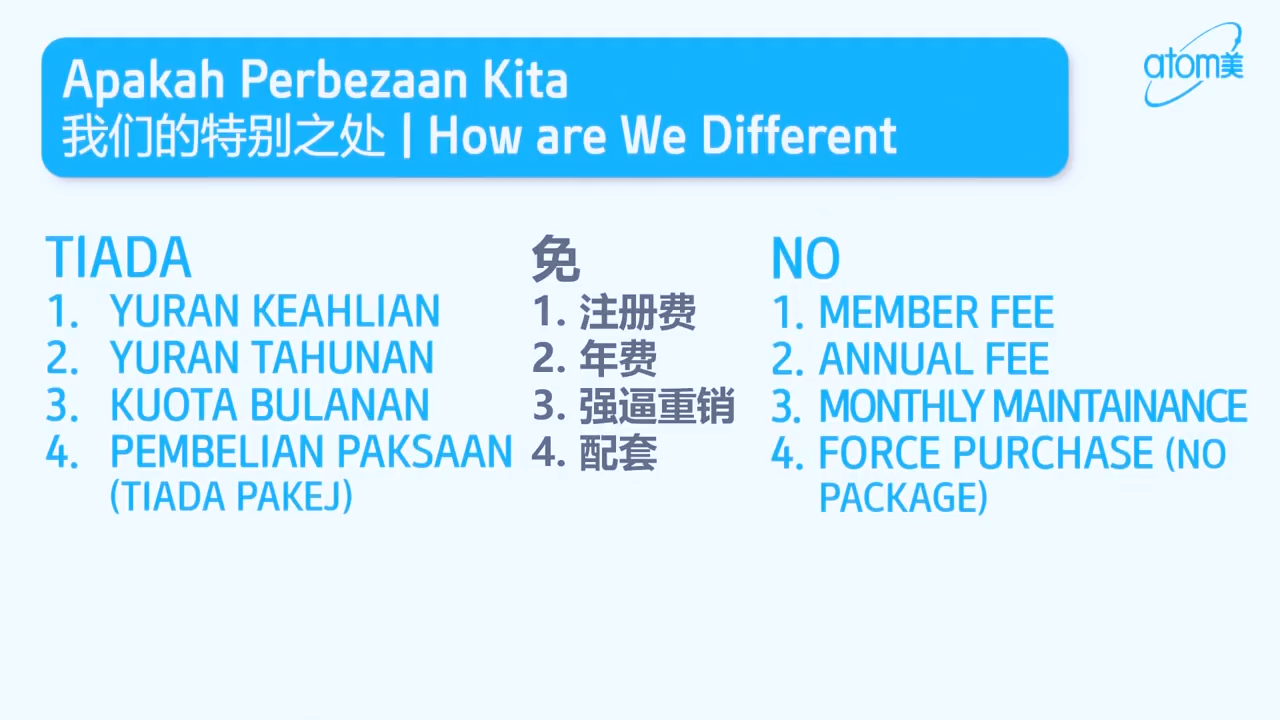 Apakah Perbezaan Kita
我们的特别之处 | How are We Different
atom美
TIADA
1. YURAN KEAHLIAN
2. YURAN TAHUNAN
3. KUOTA BULANAN
4. PEMBELIAN PAKSAAN
(TIADA PAKEJ)
免
1. 注册费
2. 年费
3. 强逼重销
4. 配套
NO
1. MEMBER FEE
2. ANNUAL FEE
3. MONTHLY MAINTAINANCE
4. FORCE PURCHASE (NO
PACKAGE)